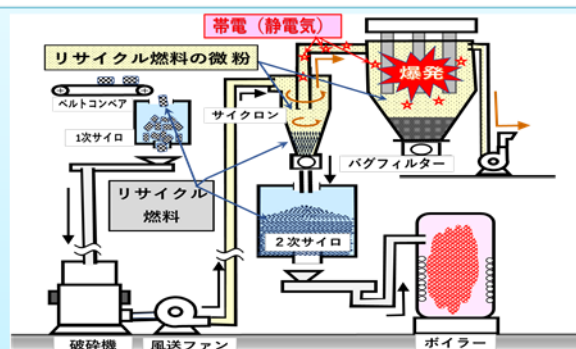 帯電（静電気）
リサイクル燃料の微粉
爆発
ベルトコンベア
サイクロン
1次サイロ
バグフィルター
リサイクル
燃料
２次サイロ
破砕機
風送ファン
ボイラー